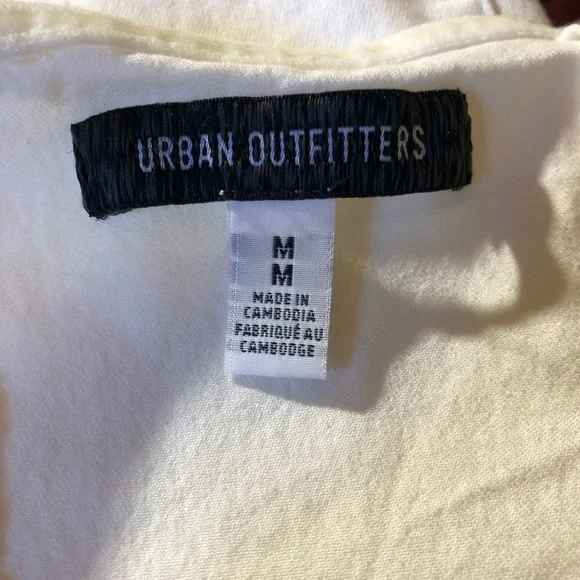 URBAN OUTFITTERS
M
M
MADE IN
CAMBODIA
FABRIQUÉ AU
CAMBODGE